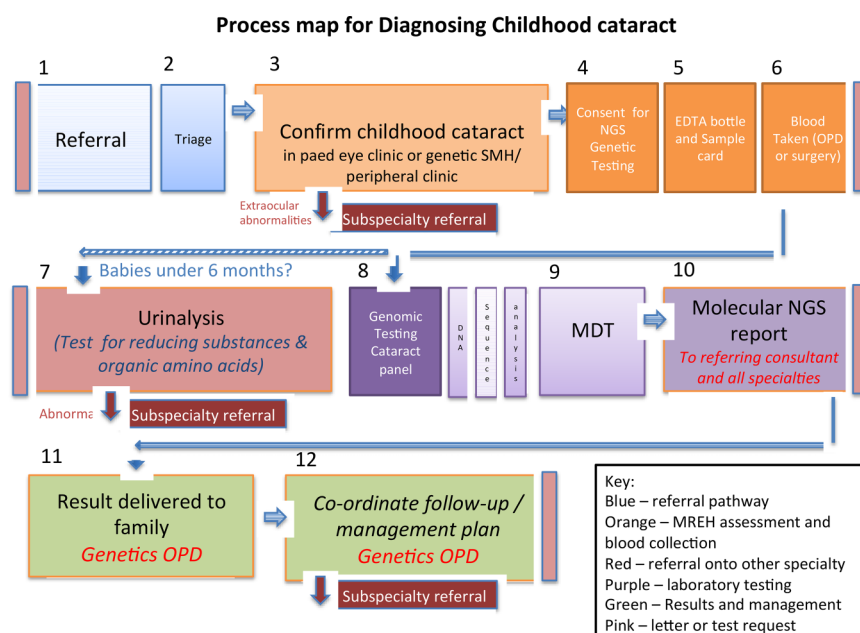 Process map for Diagnosing Childhood cataract
1
2
3
4
5
6
Referral
Triage
Confirm childhood cataract
in paed eye clinic or genetic SMH/
peripheral clinic
Consent for
NGS
Genetic
Testing
EDTA bottle
and Sample
card
Blood
Taken (OPD
or surgery)
Extraocular
abnormalities
Subspecialty referral
7
Babies under 6 months?
8
9
10
Urinalysis
(Test for reducing substances &
organic amino acids)
Genomic
Testing
Cataract
panel
DNA
Sequence
analysis
MDT
Molecular NGS
report
To referring consultant
and all specialties
Abnorma
Subspecialty referral
11
12
Result delivered to
family
Genetics OPD
Co-ordinate follow-up /
management plan
Genetics OPD
Subspecialty referral
Key:
Blue – referral pathway
Orange – MREH assessment and
blood collection
Red – referral onto other specialty
Purple – laboratory testing
Green – Results and management
Pink – letter or test request